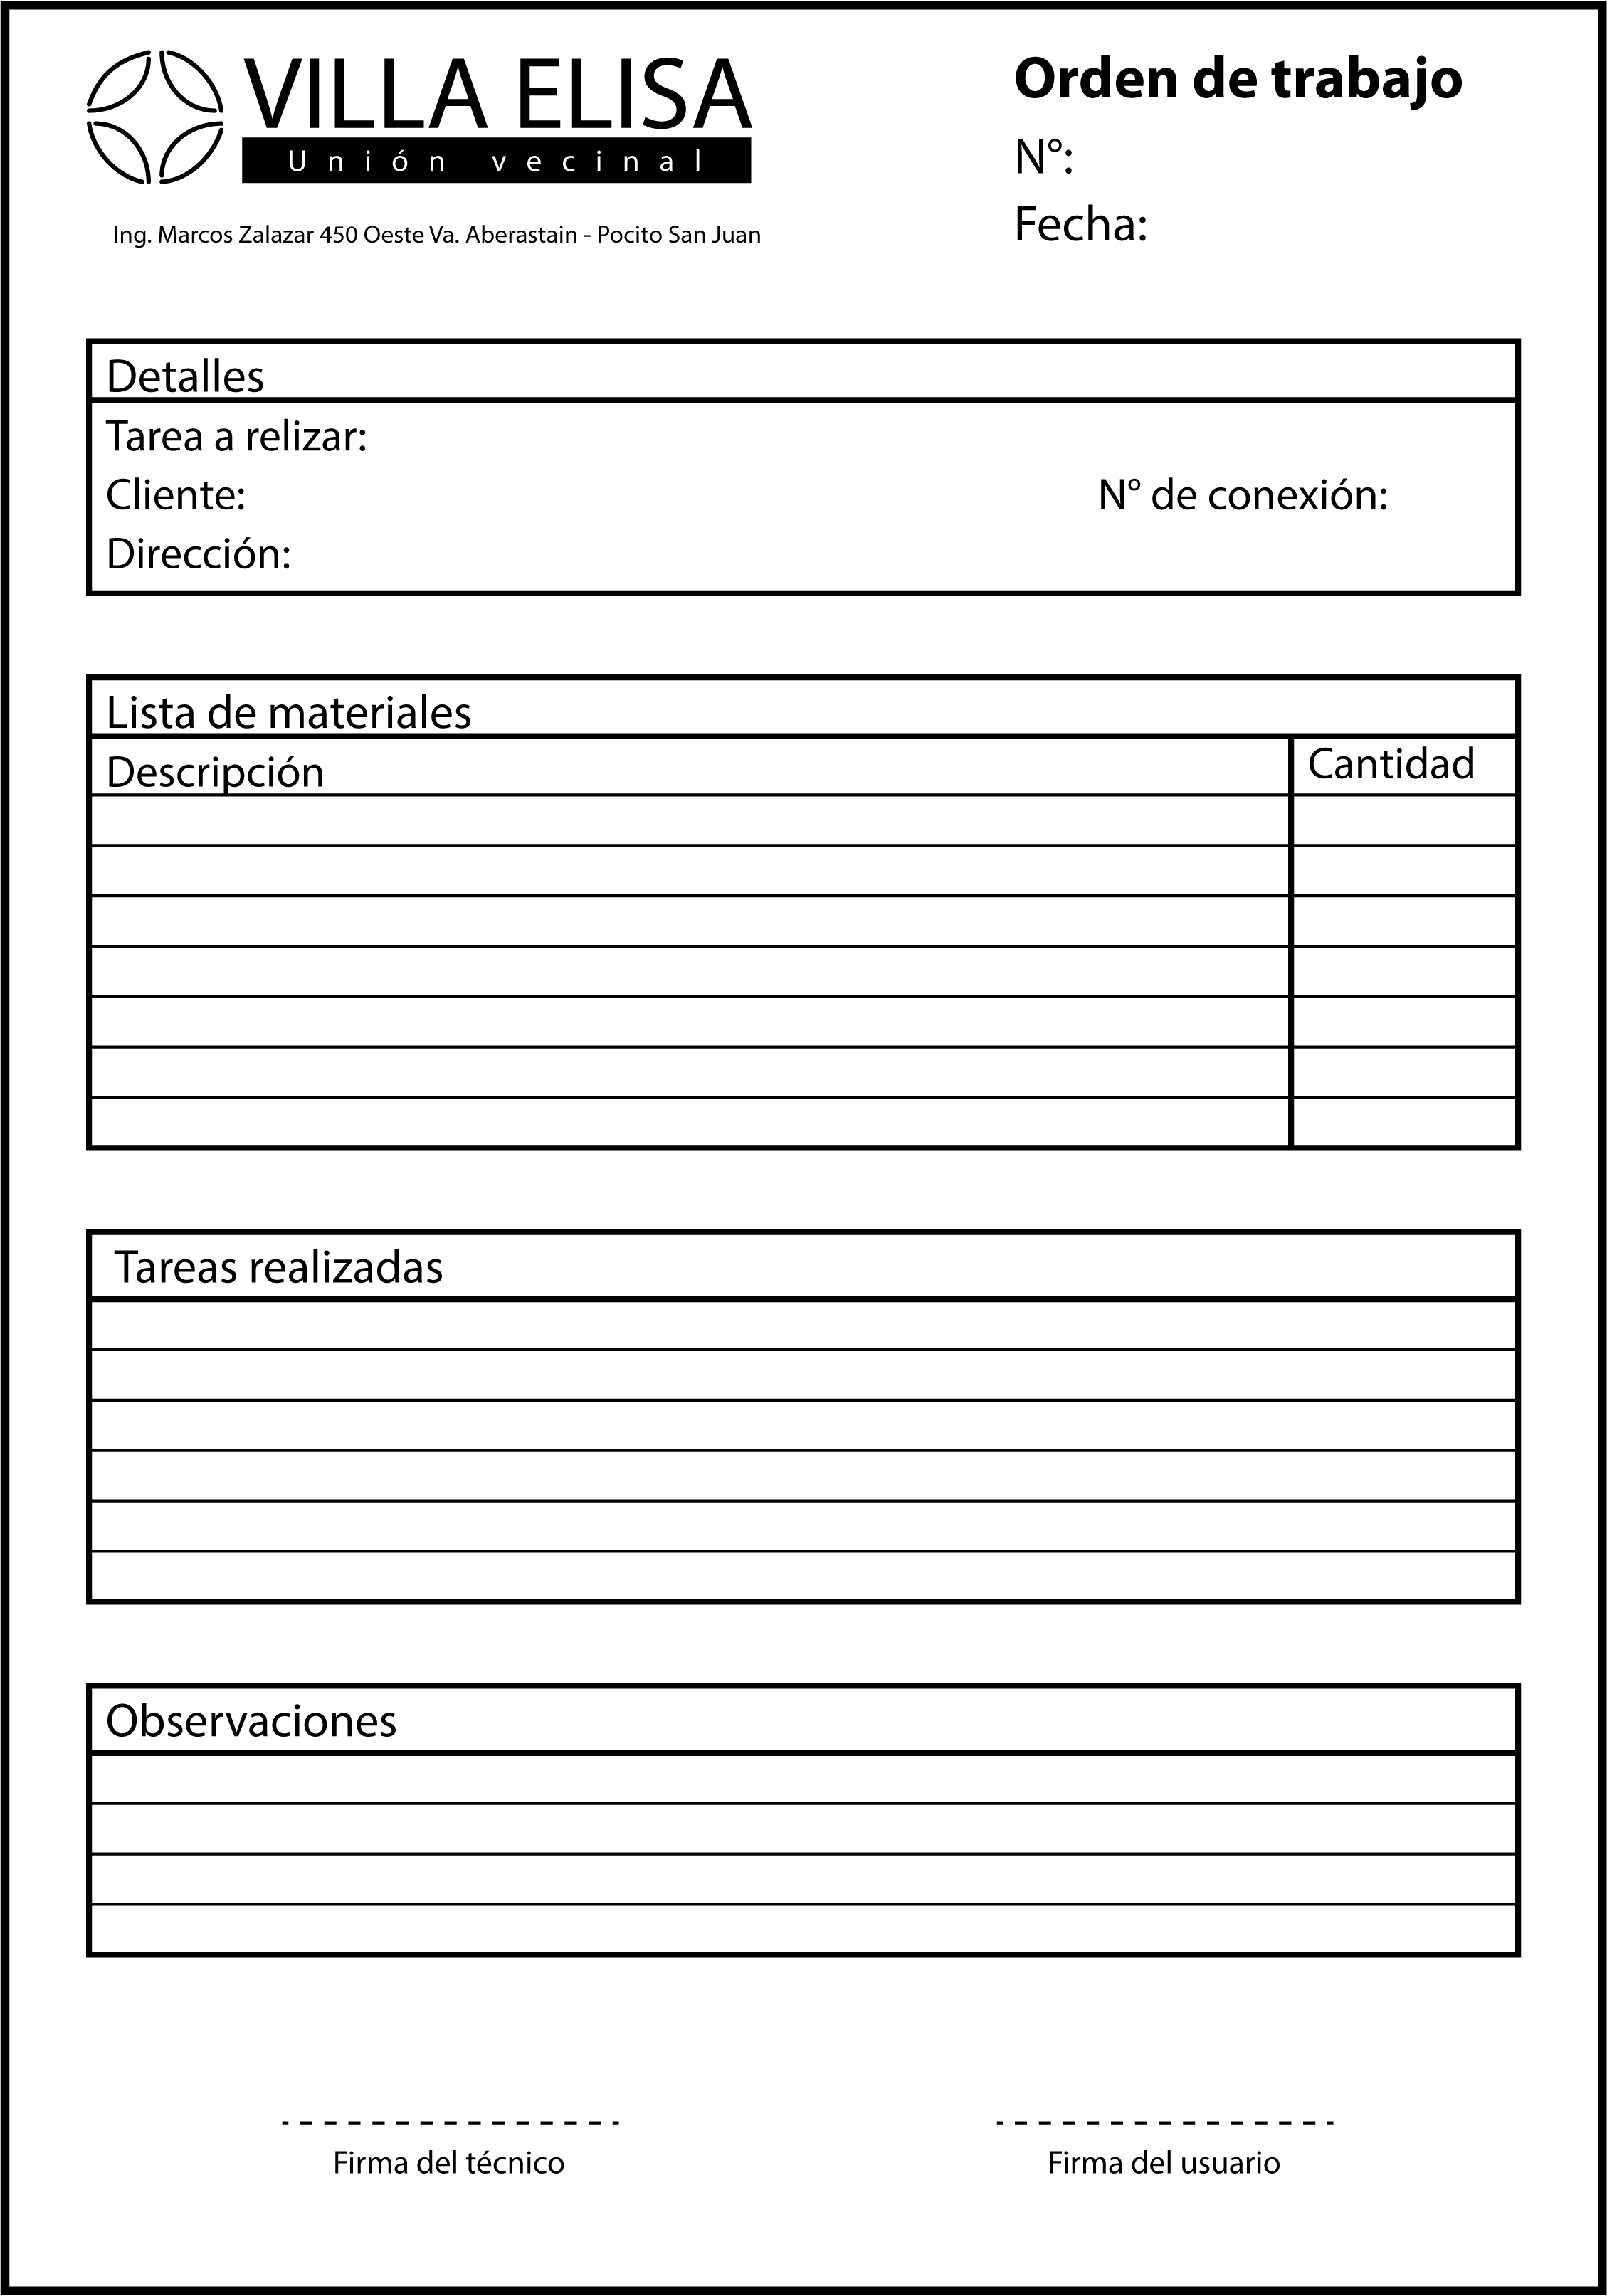 VILLA ELISA
Unión vecinal
Ing. Marcos Zalazar 450 Oeste Va. Aberastain - Pocito San Juan
Orden de trabajo
N°:
Fecha:
Detalles
Tarea a relizar:
Cliente:
N° de conexión:
Dirección:
Lista de materiales
Descripción
Cantidad
Tareas realizadas
Observaciones
Firma del técnico
Firma del usuario